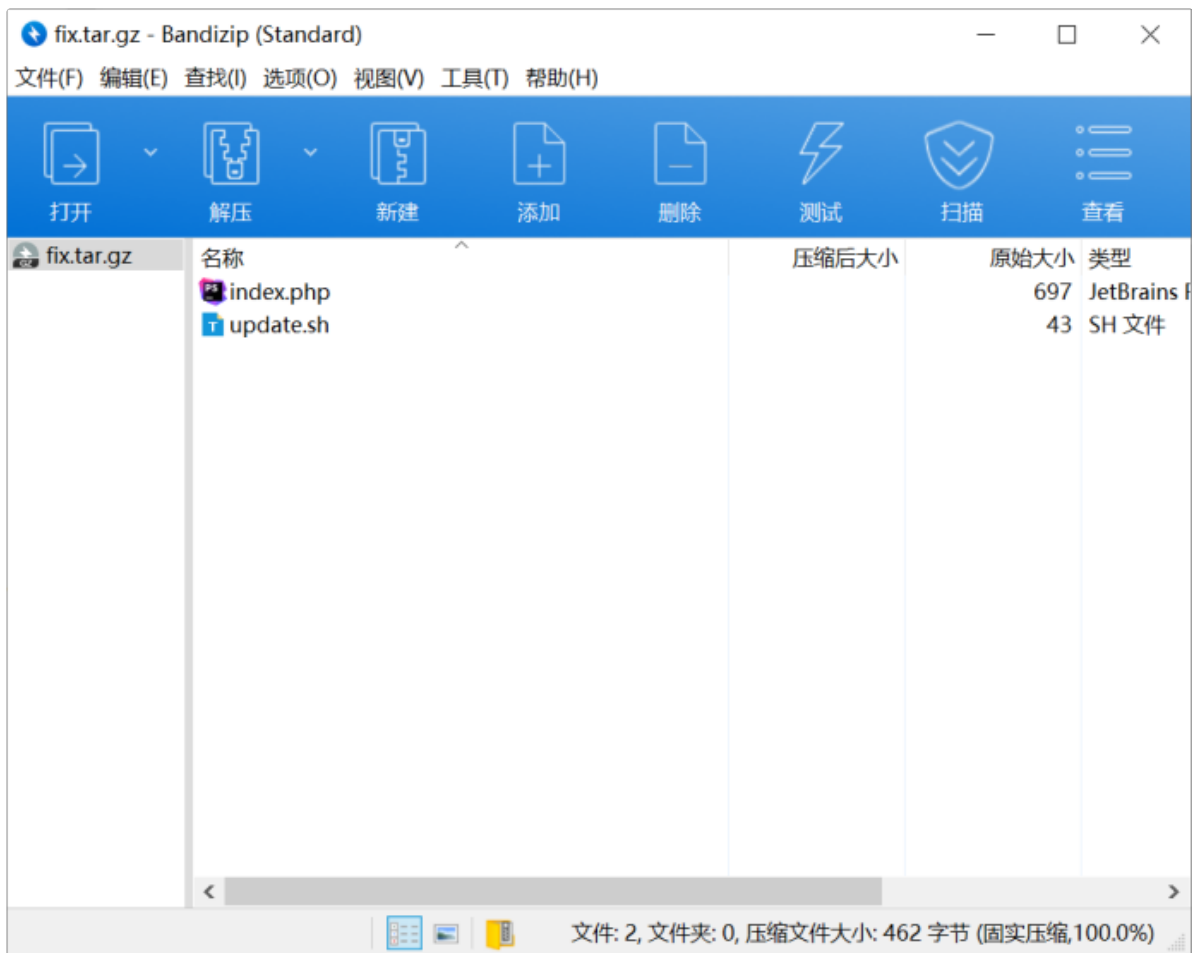 fix.tar.gz - Bandizip (Standard)
文件(F) 编辑(E) 查找(I) 选项(O) 视图(V) 工具(T) 帮助(H)
打开 解压 新建 添加 删除 测试 扫描 查看
fix.tar.gz
名称 压缩后大小 原始大小 类型
index.php 697 JetBrains
update.sh 43 SH 文件
文件: 2, 文件夹: 0, 压缩文件大小: 462 字节 (固实压缩,100.0%)